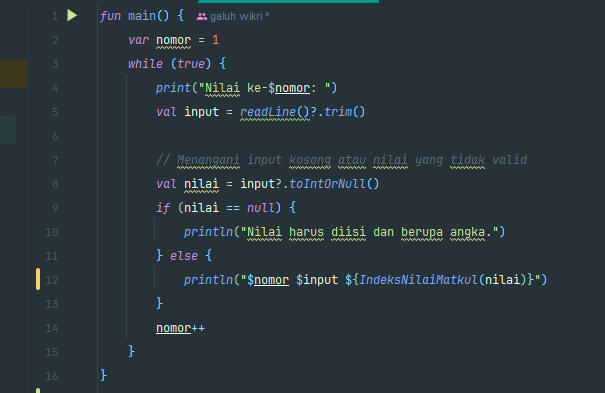 1 fun main() { galuh wikri *
2 var nomor = 1
3 while (true) {
4 print("Nilai ke-$nomor: ")
5 val input = readLine()?.trim()
6
7 // Menangani input kosong atau nilai yang tidak valid
8 val nilai = input?.toIntOrNull()
9 if (nilai == null) {
10 println("Nilai harus diisi dan berupa angka.")
11 } else {
12 println("$nomor $input ${IndeksNilaiMatkul(nilai)}")
13 }
14 nomor++
15 }
16 }